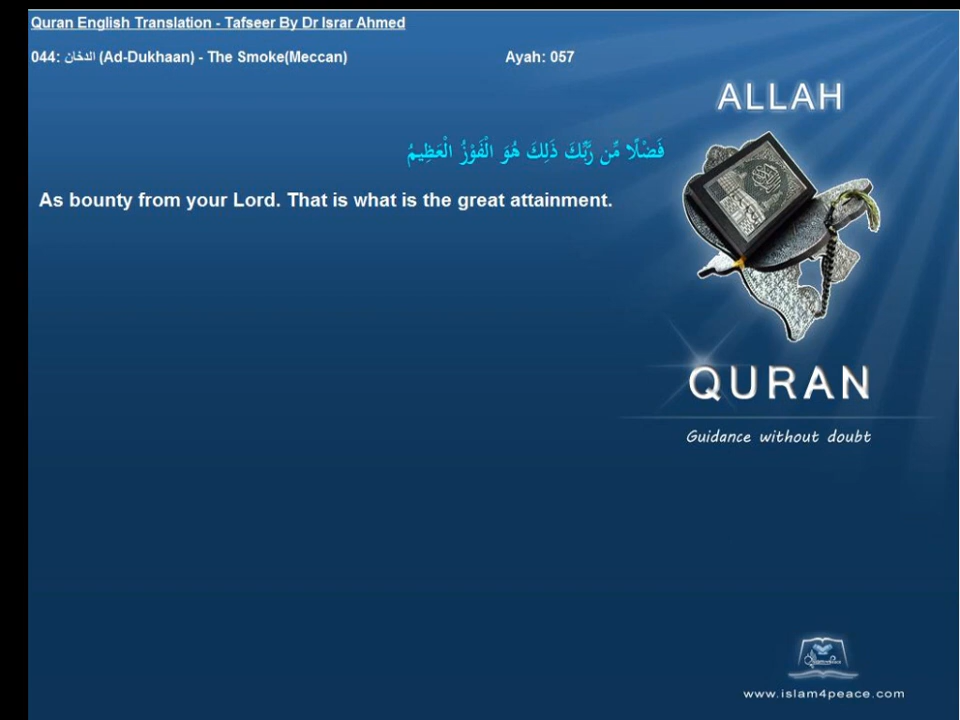 Quran English Translation - Tafseer By Dr Israr Ahmed
044: الدخان (Ad-Dukhaan) - The Smoke(Meccan) Ayah: 057
ALLAH
فَضْلًا مِّن رَّبِّكَ ذَلِكَ هُوَ الْفَوْزُ الْعَظِيمُ
As bounty from your Lord. That is what is the great attainment.
QURAN
Guidance without doubt
www.islam4peace.com